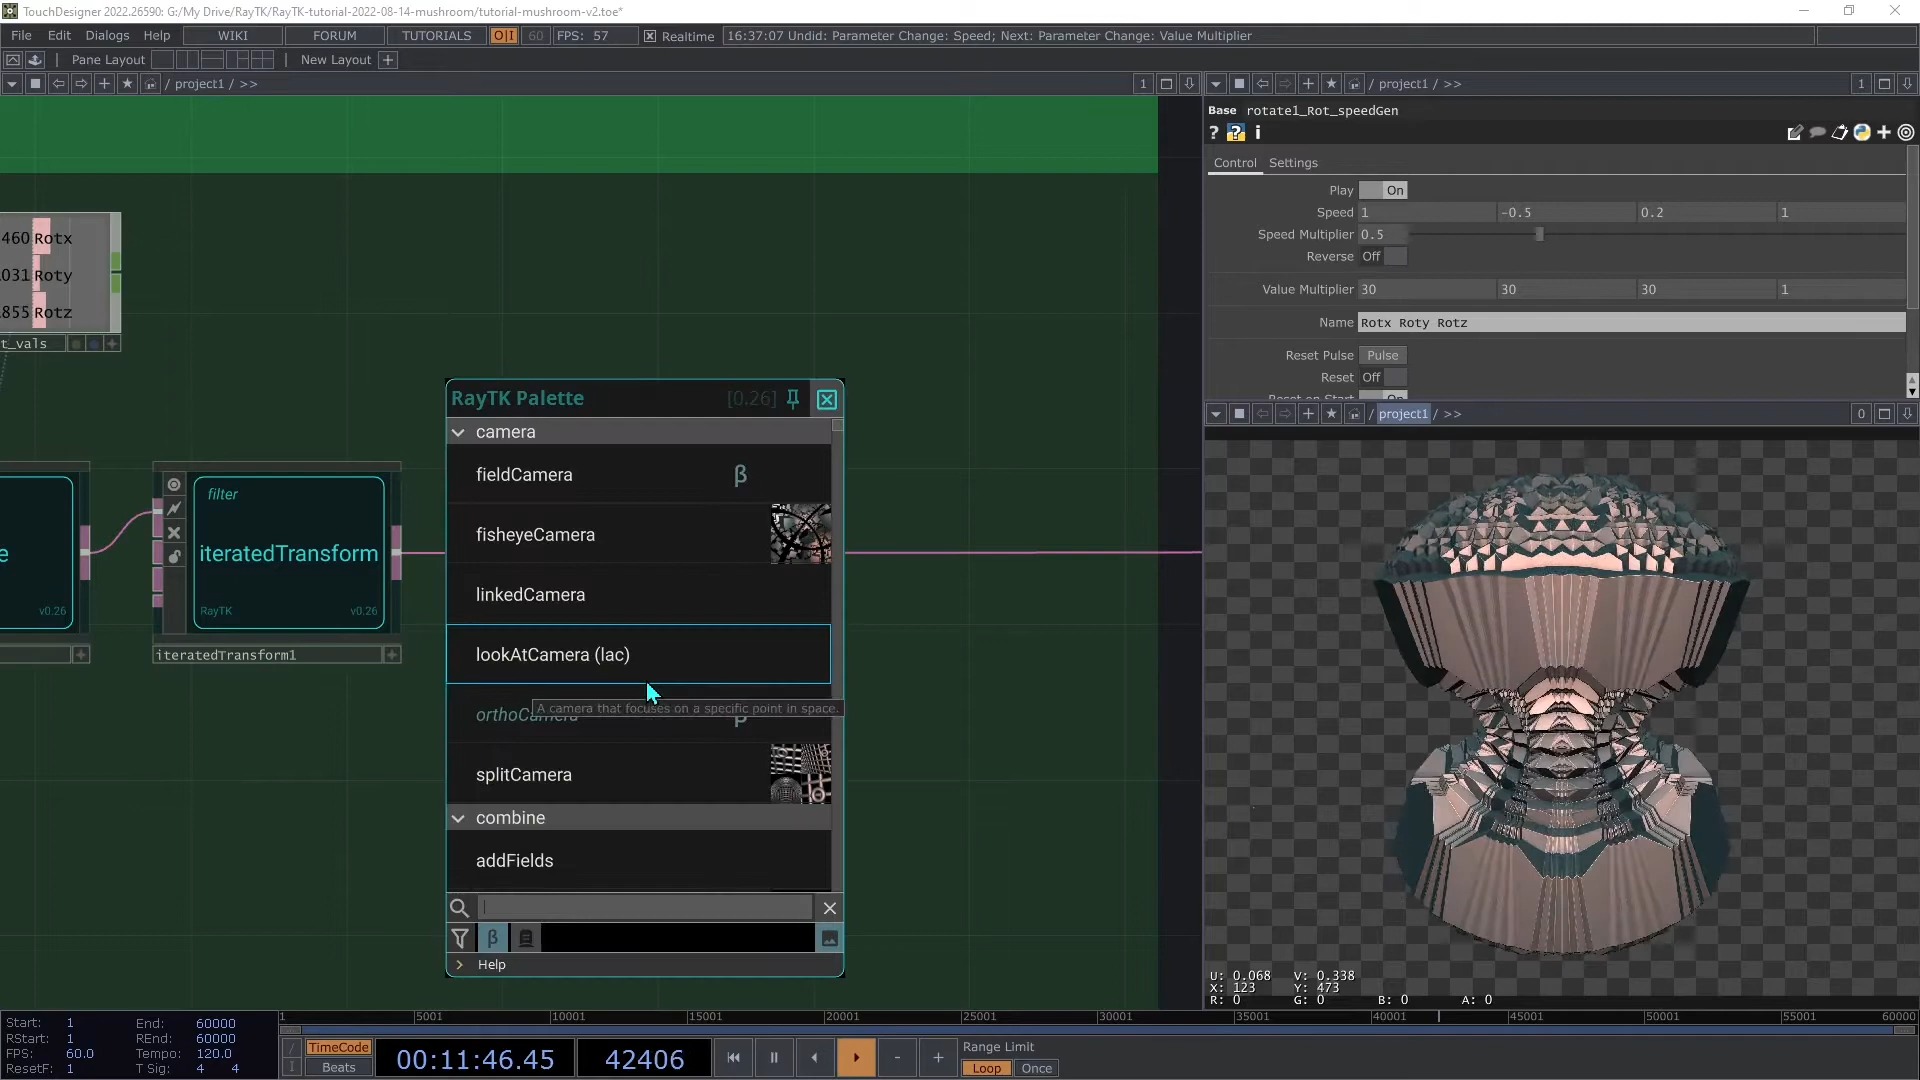 TouchDesigner 2022.26590: G:/My Drive/RayTK/RayTK-tutorial-2022-08-14-mushroom/tutorial-mushroom-v2.toe*
File Edit Dialogs Help WIKI FORUM TUTORIALS O|I 60 FPS: 57 Realtime 16:37:07 Undid: Parameter Change: Speed; Next: Parameter Change: Value Multiplier
Pane Layout New Layout +
/ project1 / >> 1
/ project1 / >> 1
Base rotate1_Rot_speedGen
? ? i
Control Settings
Play On
Speed 1 -0.5 0.2 1
Speed Multiplier 0.5
Reverse Off
Value Multiplier 30 30 30 1
Name Rotx Roty Rotz
Reset Pulse Pulse
Reset Off
Reset on Start On
/ project1 / >> 0
460 Rotx
031 Roty
.855 Rotz
t_vals
e
v0.26
filter
iteratedTransform
RayTK v0.26
iteratedTransform1
RayTK Palette [0.26]
camera
fieldCamera β
fisheyeCamera
linkedCamera
lookAtCamera (lac)
A camera that focuses on a specific point in space.
orthoCamera β
splitCamera
combine
addFields
β
Help
U: 0.068 V: 0.338
X: 123 Y: 473
R: 0 G: 0 B: 0 A: 0
Start: 1 End: 60000
RStart: 1 REnd: 60000
FPS: 60.0 Tempo: 120.0
ResetF: 1 T Sig: 4 4
1 5001 10001 15001 20001 25001 30001 35001 40001 45001 50001 55001 60000
TimeCode
Beats
00:11:46.45 42406
Range Limit
Loop Once